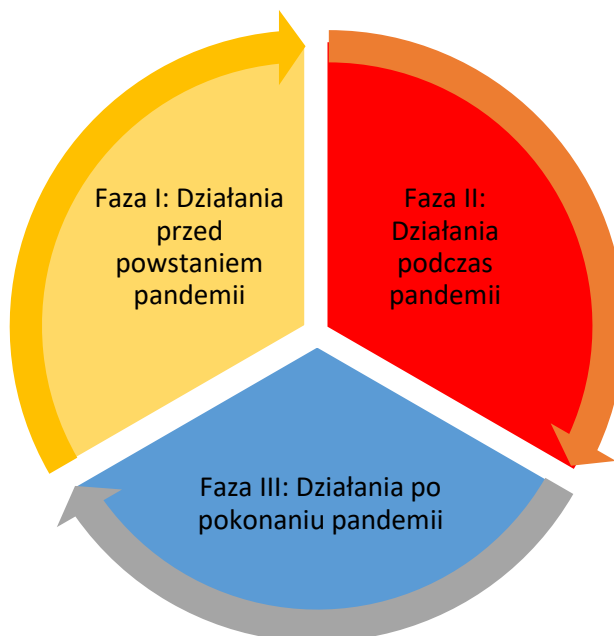 Faza I: Działania
przed
powstaniem
pandemii
Faza II:
Działania
podczas
pandemii
Faza III: Działania po
pokonaniu pandemii